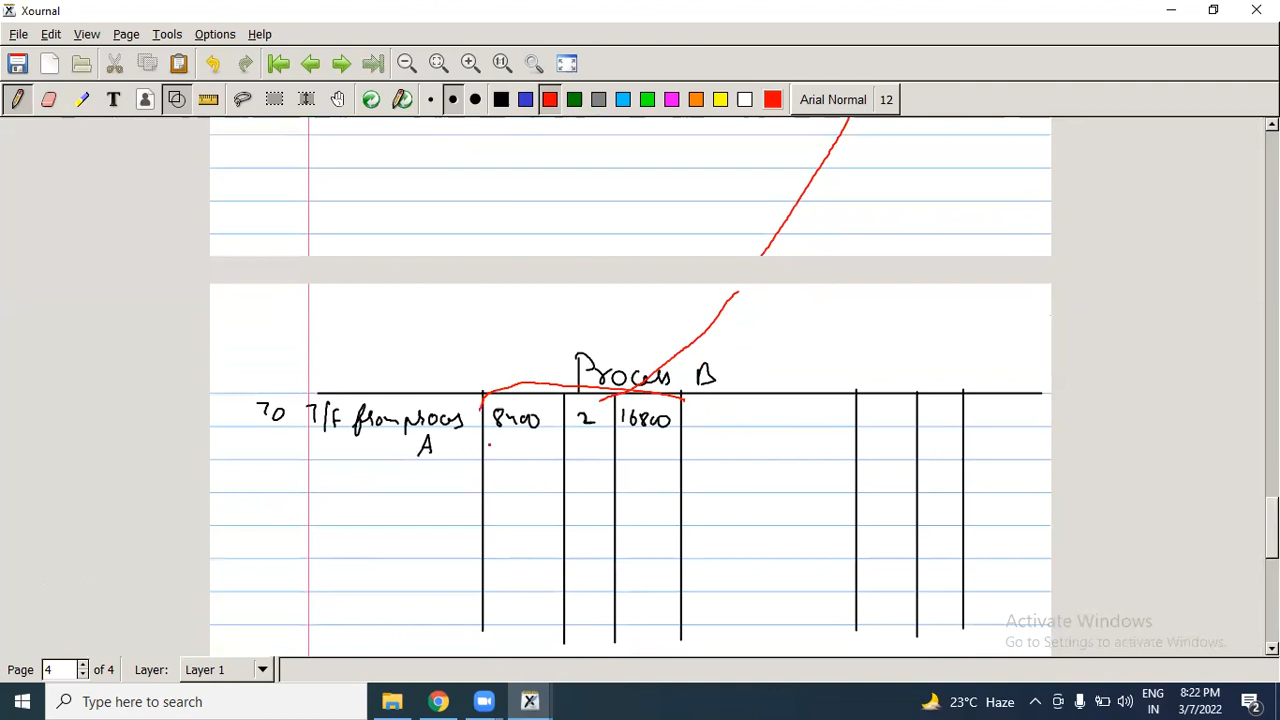 Xournal
File Edit View Page Tools Options Help
Arial Normal 12
Process B
To T/F from process 8400 2 16800
A
Activate Windows
Go to Settings to activate Windows.
Page 4 of 4 Layer: Layer 1
Type here to search 23°C Haze ENG IN 8:22 PM 3/7/2022 2